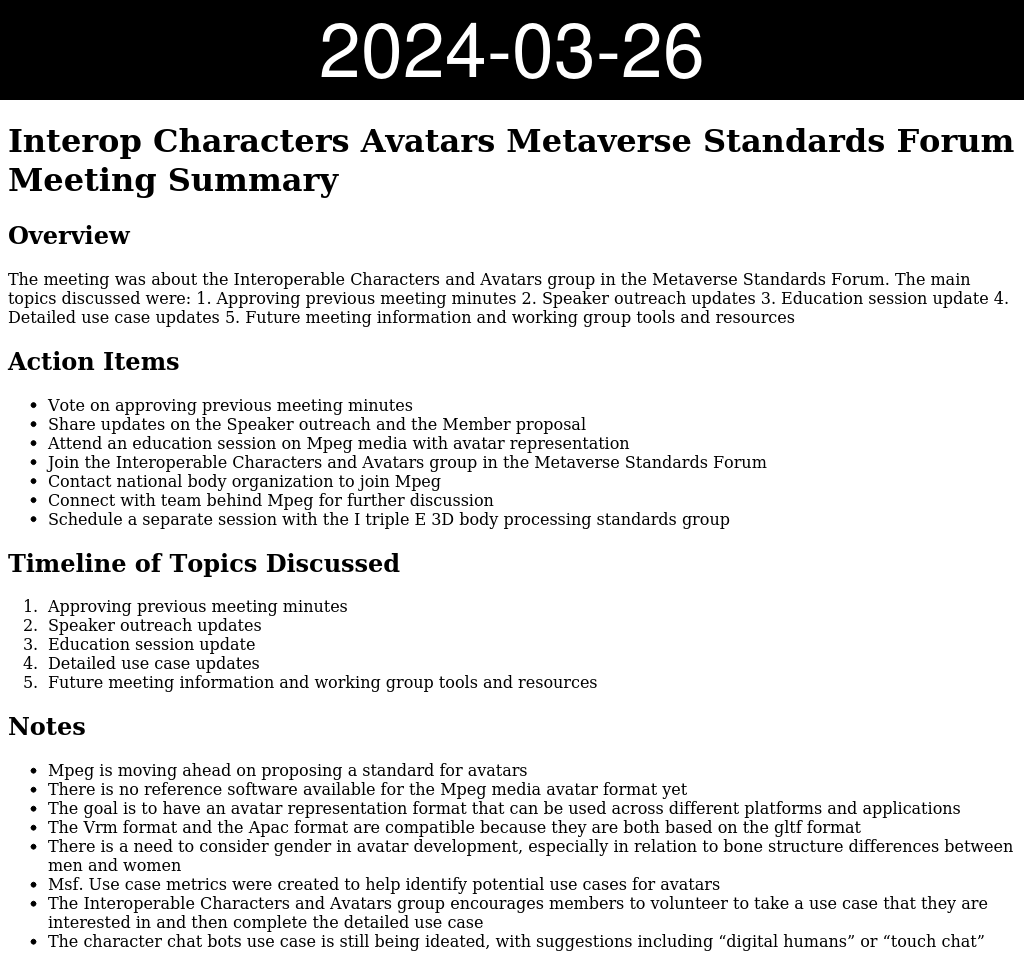 2024-03-26
Interop Characters Avatars Metaverse Standards Forum
Meeting Summary
Overview
The meeting was about the Interoperable Characters and Avatars group in the Metaverse Standards Forum. The main
topics discussed were: 1. Approving previous meeting minutes 2. Speaker outreach updates 3. Education session update 4.
Detailed use case updates 5. Future meeting information and working group tools and resources
Action Items
• Vote on approving previous meeting minutes
• Share updates on the Speaker outreach and the Member proposal
• Attend an education session on Mpeg media with avatar representation
• Join the Interoperable Characters and Avatars group in the Metaverse Standards Forum
• Contact national body organization to join Mpeg
• Connect with team behind Mpeg for further discussion
• Schedule a separate session with the I triple E 3D body processing standards group
Timeline of Topics Discussed
1. Approving previous meeting minutes
2. Speaker outreach updates
3. Education session update
4. Detailed use case updates
5. Future meeting information and working group tools and resources
Notes
• Mpeg is moving ahead on proposing a standard for avatars
• There is no reference software available for the Mpeg media avatar format yet
• The goal is to have an avatar representation format that can be used across different platforms and applications
• The Vrm format and the Apac format are compatible because they are both based on the gltf format
• There is a need to consider gender in avatar development, especially in relation to bone structure differences between
men and women
• Msf. Use case metrics were created to help identify potential use cases for avatars
• The Interoperable Characters and Avatars group encourages members to volunteer to take a use case that they are
interested in and then complete the detailed use case
• The character chat bots use case is still being ideated, with suggestions including “digital humans” or “touch chat”